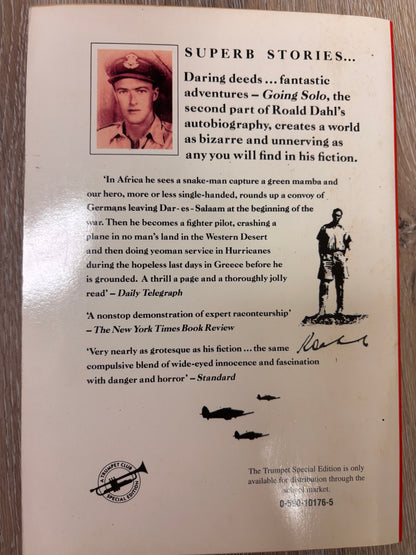 SUPERB STORIES...
Daring deeds ... fantastic
adventures – Going Solo, the
second part of Roald Dahl's
autobiography, creates a world
as bizarre and unnerving as
any you will find in his fiction.
'In Africa he sees a snake-man capture a green mamba and
our hero, more or less single-handed, rounds up a convoy of
Germans leaving Dar-es-Salaam at the beginning of the
war. Then he becomes a fighter pilot, crashing a
plane in no man's land in the Western Desert
and then doing yeoman service in Hurricanes
during the hopeless last days in Greece before he
is grounded. A thrill a page and a thoroughly jolly
read' – Daily Telegraph
'A nonstop demonstration of expert raconteurship'
– The New York Times Book Review
'Very nearly as grotesque as his fiction ... the same
compulsive blend of wide-eyed innocence and fascination
with danger and horror' – Standard
A TRUMPET CLUB
SPECIAL EDITION
The Trumpet Special Edition is only
available for distribution through the
school market.
0-590-10176-5